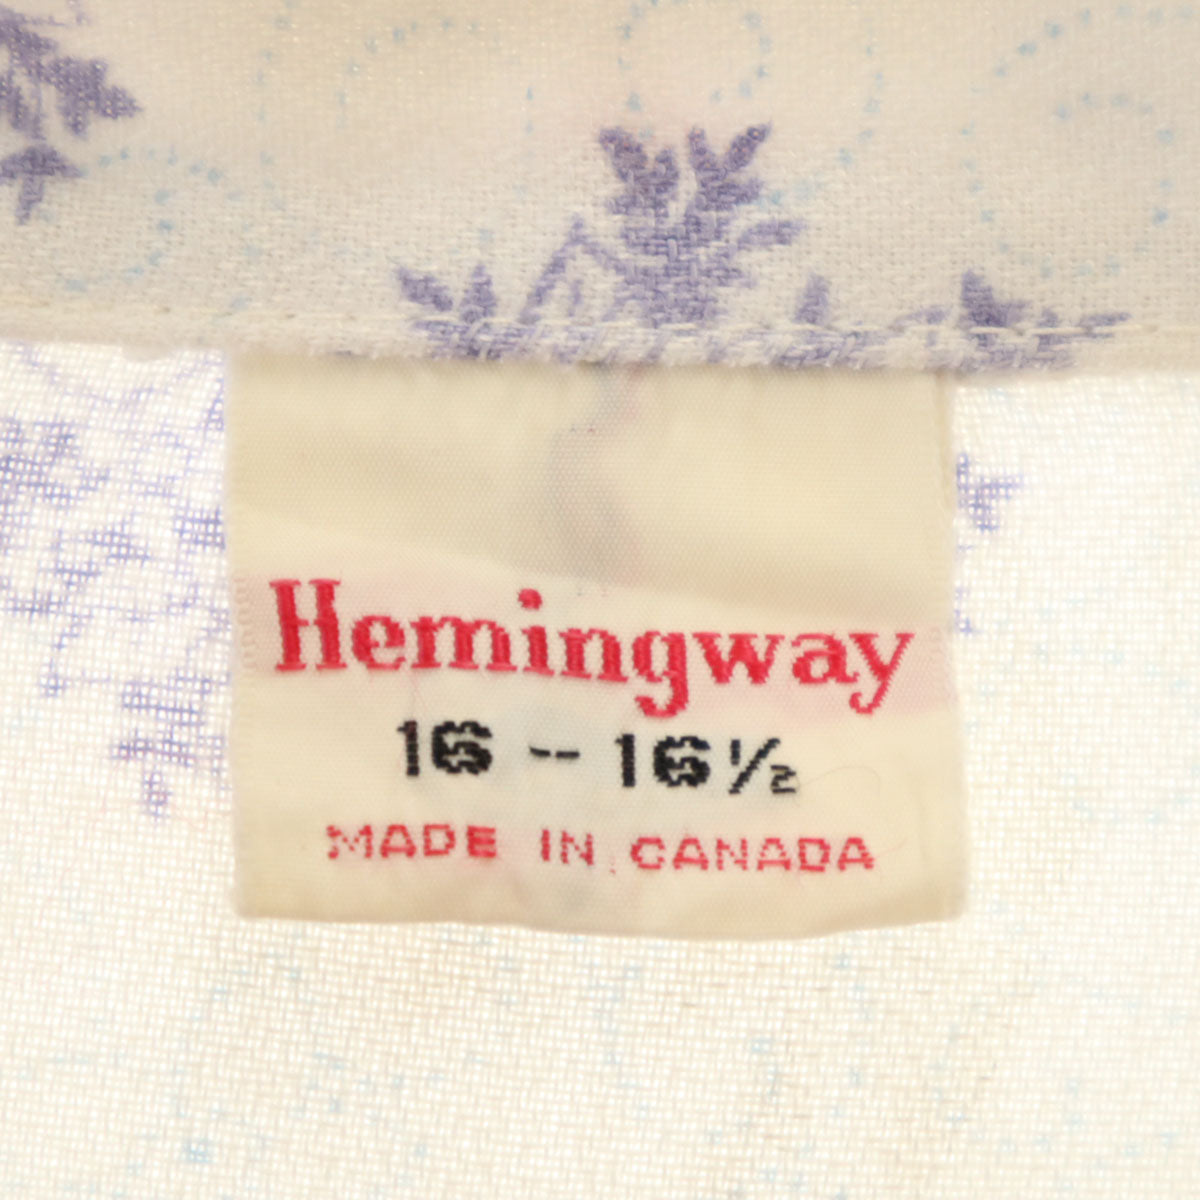 Hemingway
16 - 16½
MADE IN CANADA